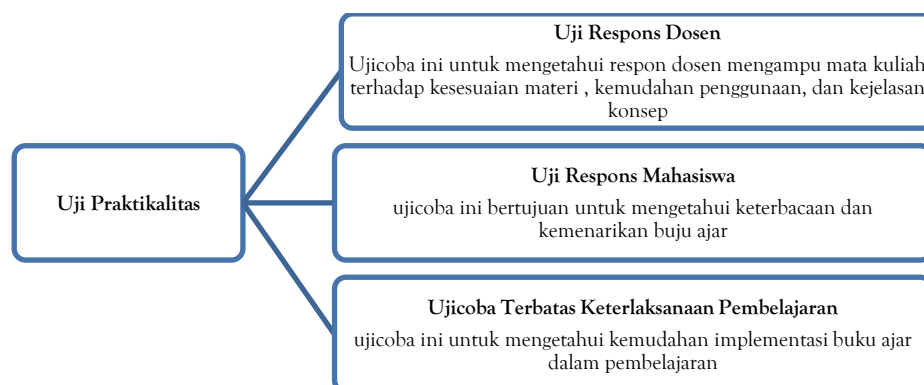 Uji Respons Dosen
Ujicoba ini untuk mengetahui respon dosen mengampu mata kuliah
terhadap kesesuaian materi , kemudahan penggunaan, dan kejelasan
konsep
Uji Praktikalitas
Uji Respons Mahasiswa
ujicoba ini bertujuan untuk mengetahui keterbacaan dan
kemenarikan buju ajar
Ujicoba Terbatas Keterlaksanaan Pembelajaran
ujicoba ini untuk mengetahui kemudahan implementasi buku ajar
dalam pembelajaran